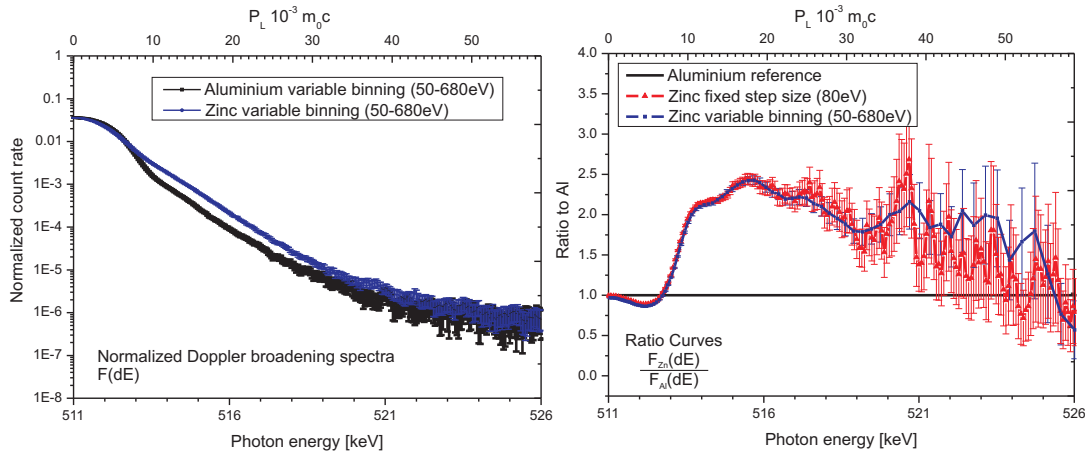 P_L 10^-3 m_0c
0 10 20 30 40 50
1
0.1
0.01
1E-3
1E-4
1E-5
1E-6
1E-7
1E-8
Normalized count rate
Aluminium variable binning (50-680eV)
Zinc variable binning (50-680eV)
Normalized Doppler broadening spectra
F(dE)
511 516 521 526
Photon energy [keV]
P_L 10^-3 m_0c
0 10 20 30 40 50
4.0
3.5
3.0
2.5
2.0
1.5
1.0
0.5
0.0
Ratio to Al
Aluminium reference
Zinc fixed step size (80eV)
Zinc variable binning (50-680eV)
Ratio Curves
F_Zn(dE)
F_Al(dE)
511 516 521 526
Photon energy [keV]